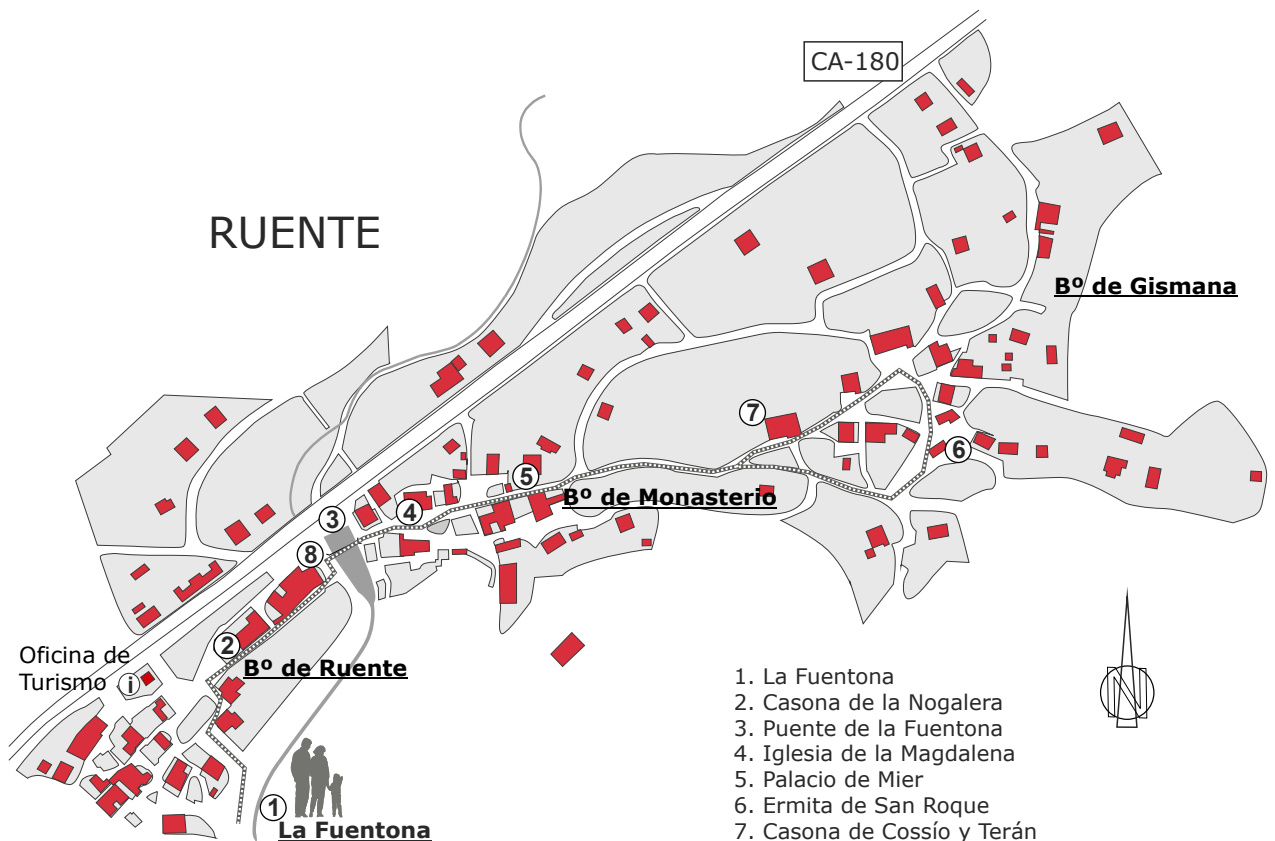 CA-180
RUENTE
Bº de Gismana
7
6
5
Bº de Monasterio
3
4
8
2
Oficina de
Turismo
i
Bº de Ruente
1
La Fuentona
1. La Fuentona
2. Casona de la Nogalera
3. Puente de la Fuentona
4. Iglesia de la Magdalena
5. Palacio de Mier
6. Ermita de San Roque
7. Casona de Cossío y Terán
N